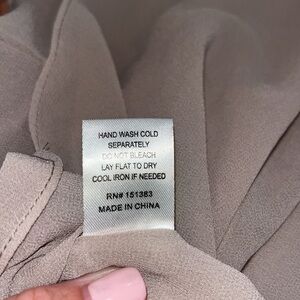 HAND WASH COLD
SEPARATELY
DO NOT BLEACH
LAY FLAT TO DRY
COOL IRON IF NEEDED
RN# 151383
MADE IN CHINA